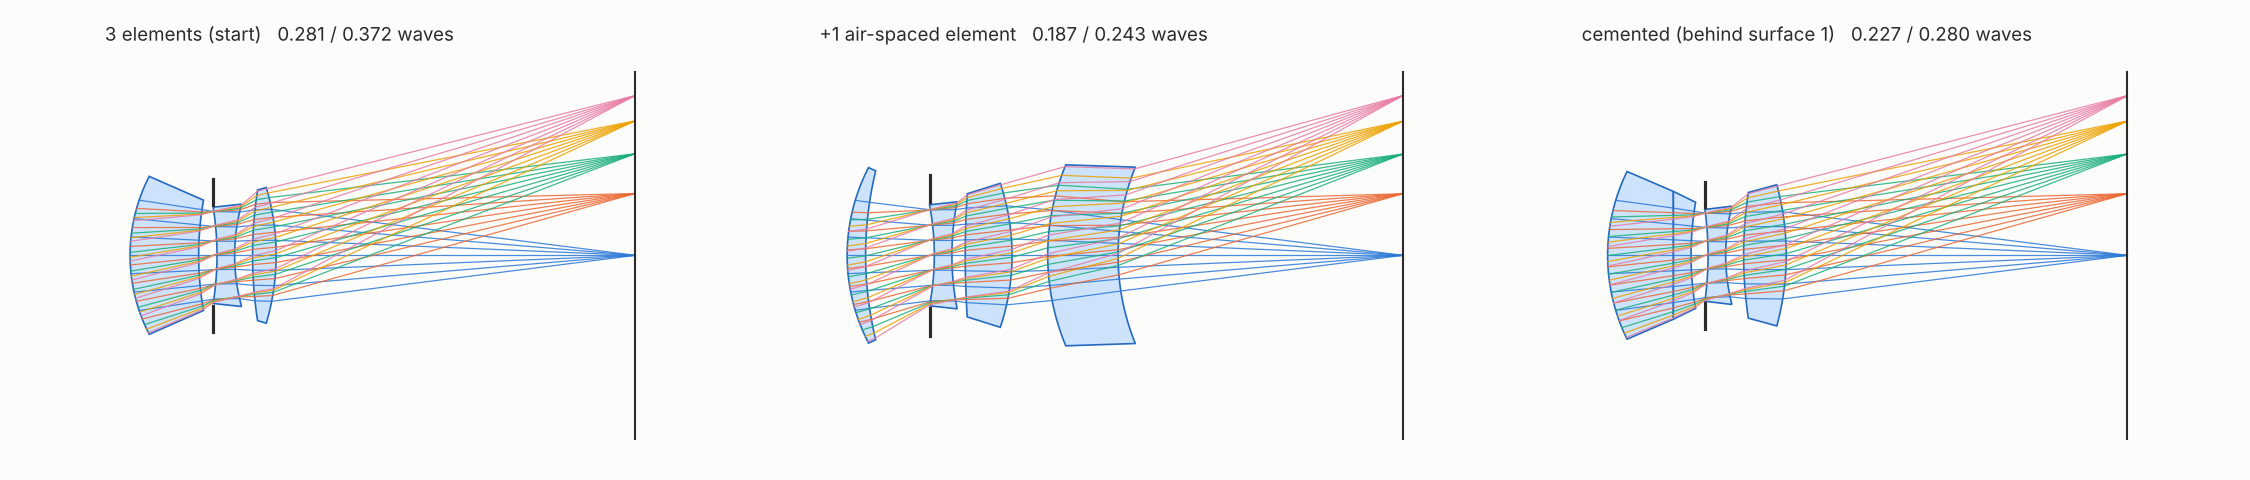 3 elements (start)   0.281 / 0.372 waves
+1 air-spaced element   0.187 / 0.243 waves
cemented (behind surface 1)   0.227 / 0.280 waves